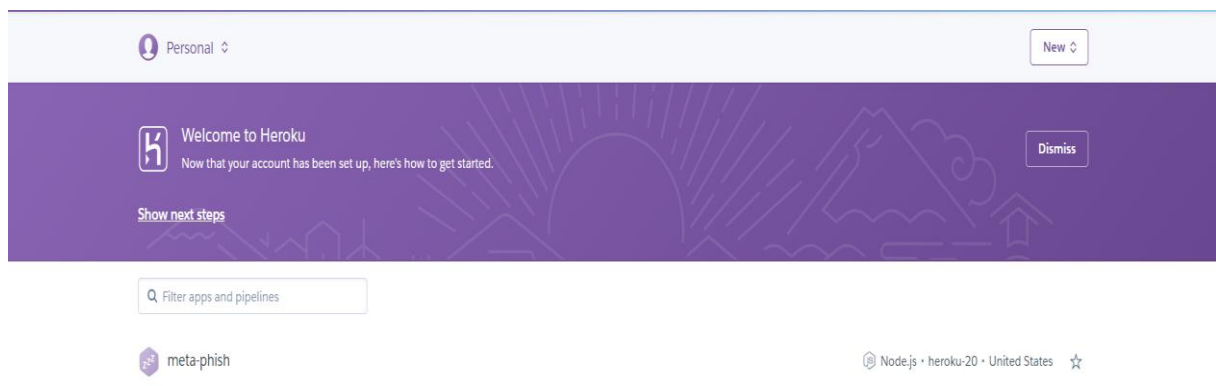 Personal
New
Welcome to Heroku
Now that your account has been set up, here's how to get started.
Dismiss
Show next steps
Filter apps and pipelines
meta-phish
Node.js • heroku-20 • United States